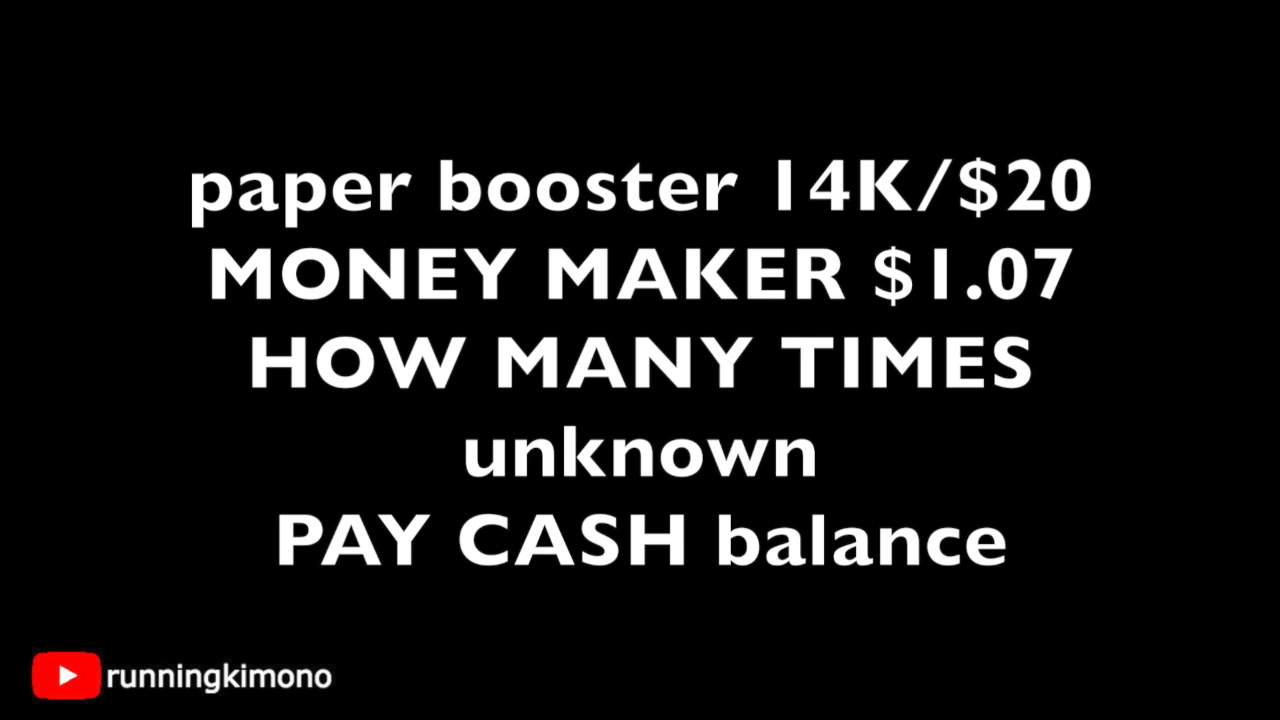 paper booster 14K/$20
MONEY MAKER $1.07
HOW MANY TIMES
unknown
PAY CASH balance
runningkimono